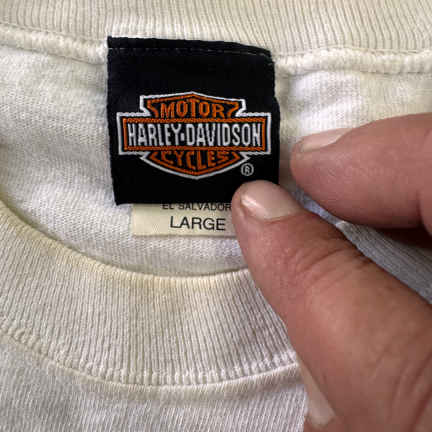 MOTOR
HARLEY-DAVIDSON
CYCLES
®
EL SALVADOR
LARGE